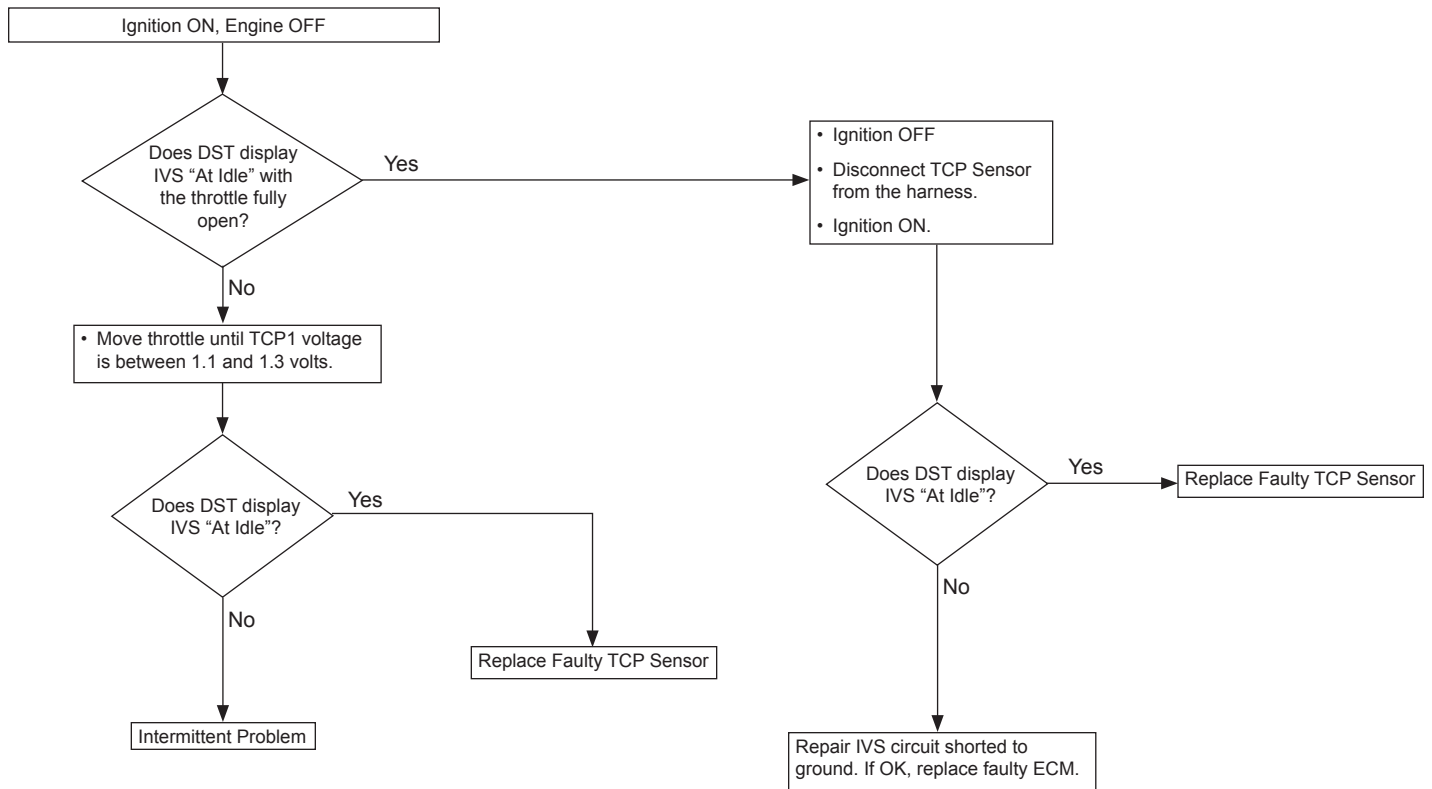 Ignition ON, Engine OFF
Does DST display
IVS “At Idle” with
the throttle fully
open?
Yes
• Ignition OFF
• Disconnect TCP Sensor
from the harness.
• Ignition ON.
No
• Move throttle until TCP1 voltage
is between 1.1 and 1.3 volts.
Does DST display
IVS “At Idle”?
Yes
Replace Faulty TCP Sensor
No
Intermittent Problem
Does DST display
IVS “At Idle”?
Yes
Replace Faulty TCP Sensor
No
Repair IVS circuit shorted to
ground. If OK, replace faulty ECM.